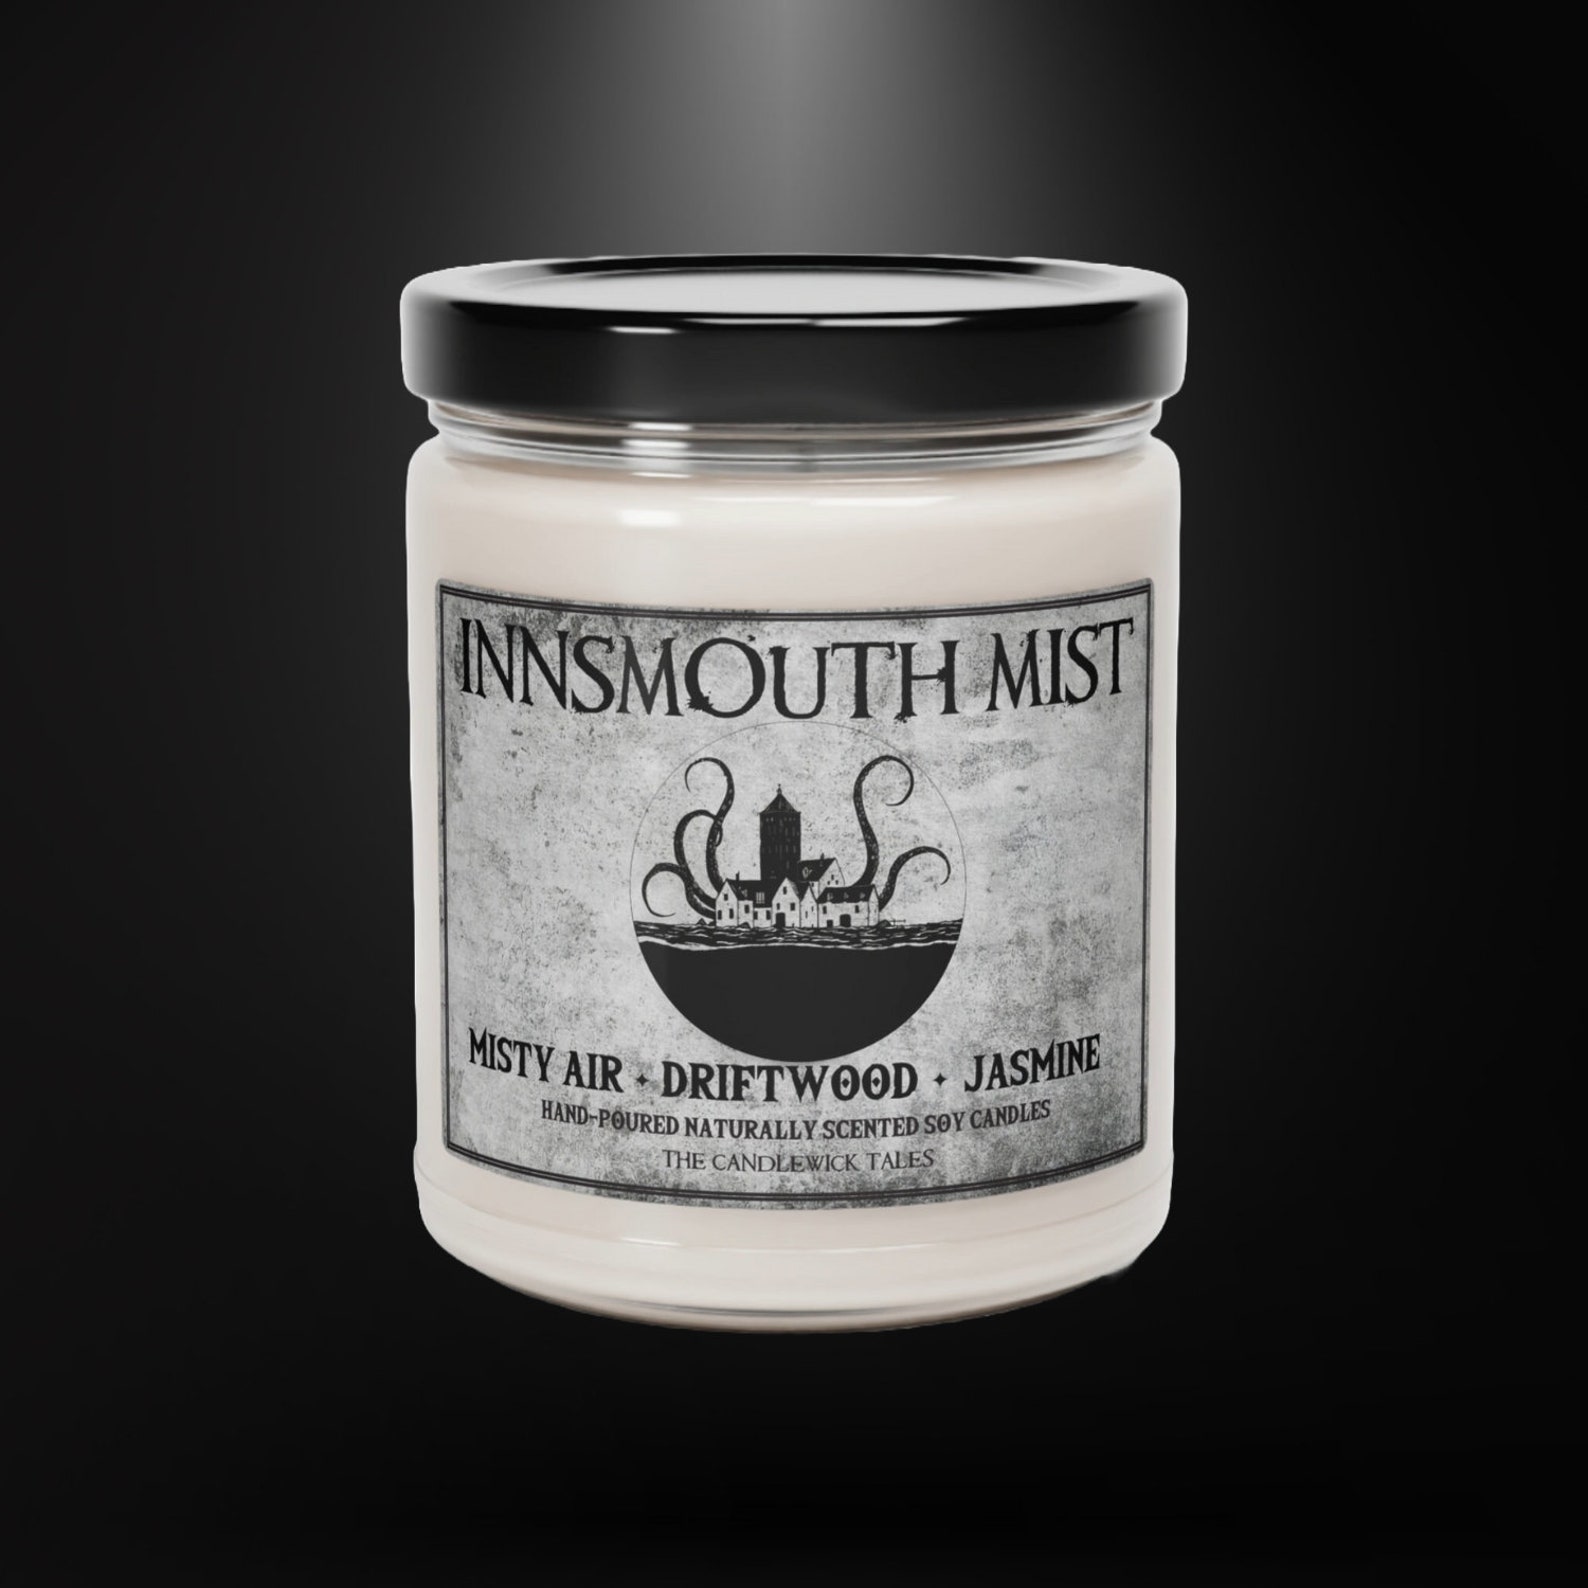 INNSMOUTH MIST
MISTY AIR • DRIFTWOOD • JASMINE
HAND-POURED NATURALLY SCENTED SOY CANDLES
THE CANDLEWICK TALES